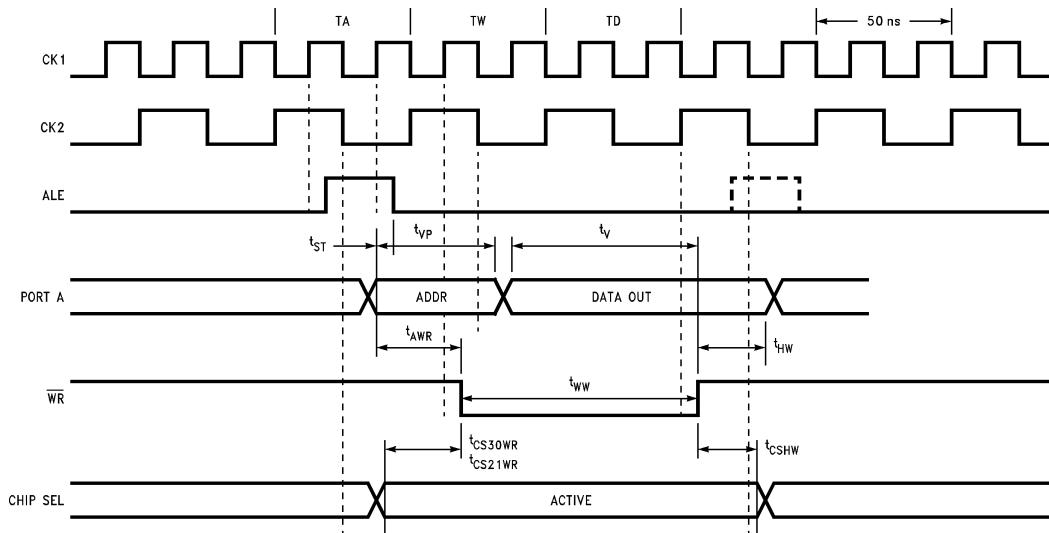 TA TW TD 50 ns
CK1
CK2
ALE
tST tVP tV
PORT A ADDR DATA OUT
tAWR tHW
WR tWW
tCS30WR tCSHW
tCS21WR
CHIP SEL ACTIVE